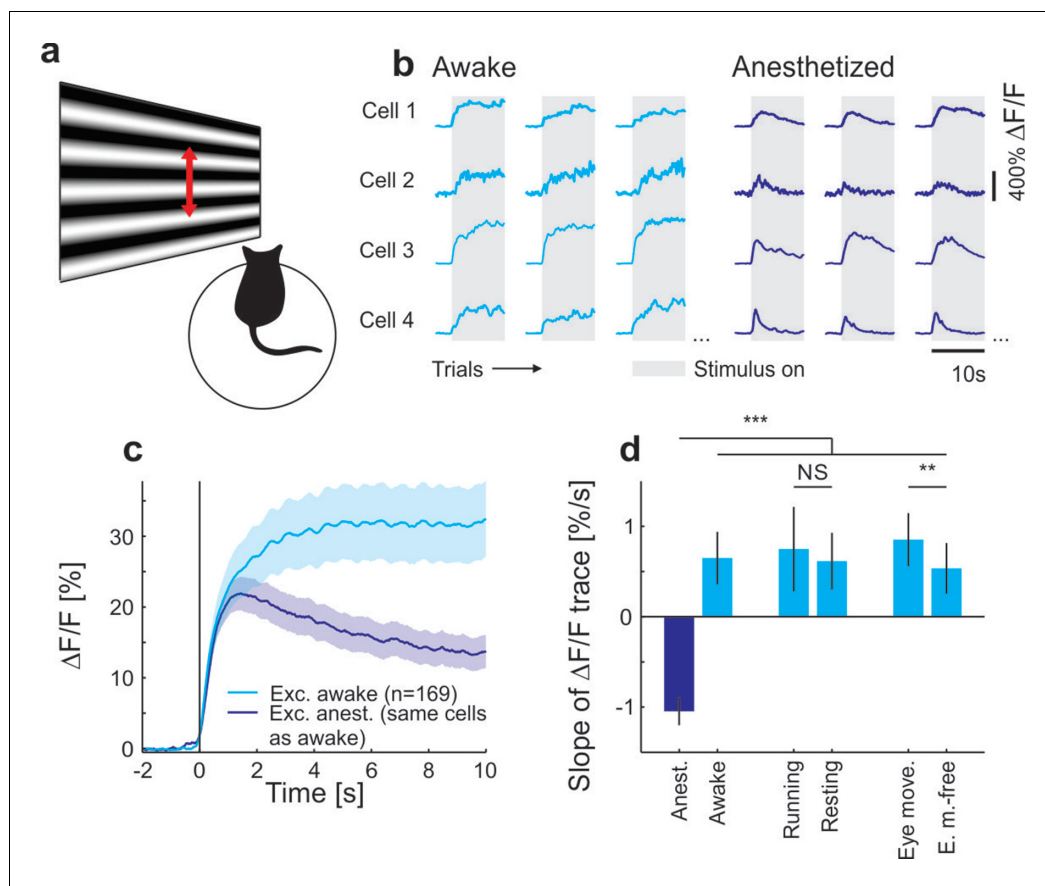 a
b
Awake
Anesthetized
Cell 1
Cell 2
Cell 3
Cell 4
400% ΔF/F
...
...
Trials
Stimulus on
10s
c
ΔF/F [%]
30
20
10
0
Exc. awake (n=169)
Exc. anest. (same cells
as awake)
-2 0 2 4 6 8 10
Time [s]
d
***
NS
**
Slope of ΔF/F trace [%/s]
1
0
-1
Anest.
Awake
Running
Resting
Eye move.
E. m.-free